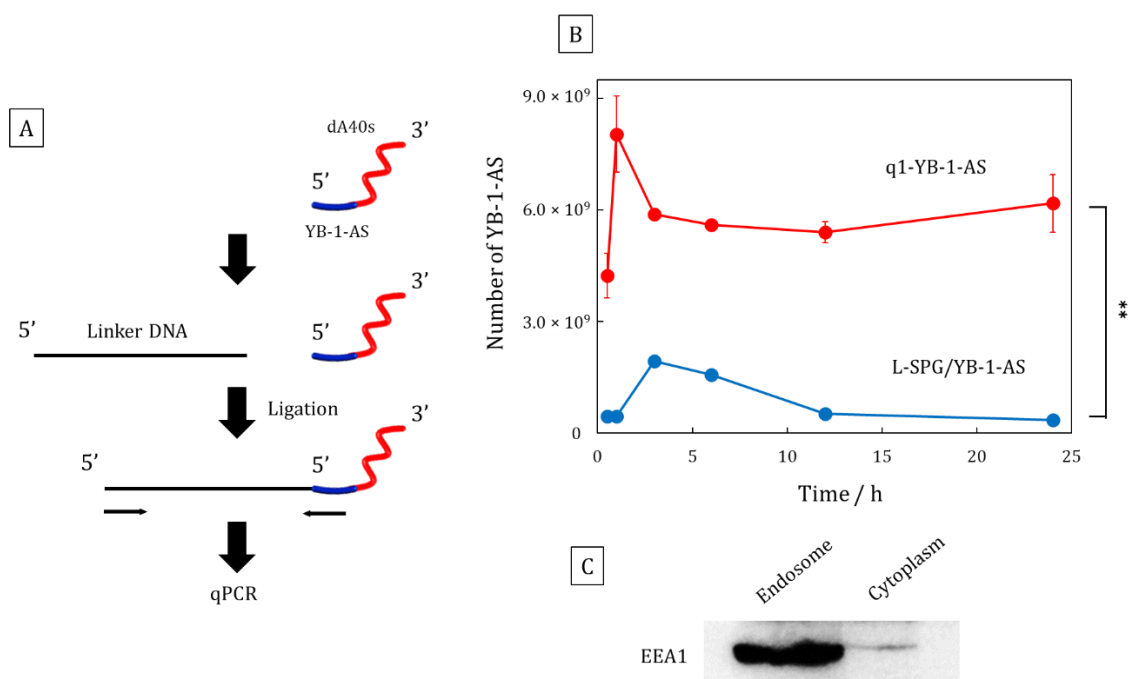 A
dA40s
3’
5’
YB-1-AS
5’
Linker DNA
5’
3’
Ligation
5’
5’
3’
qPCR
B
Number of YB-1-AS
9.0 × 10⁹
6.0 × 10⁹
3.0 × 10⁹
0
q1-YB-1-AS
L-SPG/YB-1-AS
**
0 5 10 15 20 25
Time / h
C
Endosome Cytoplasm
EEA1